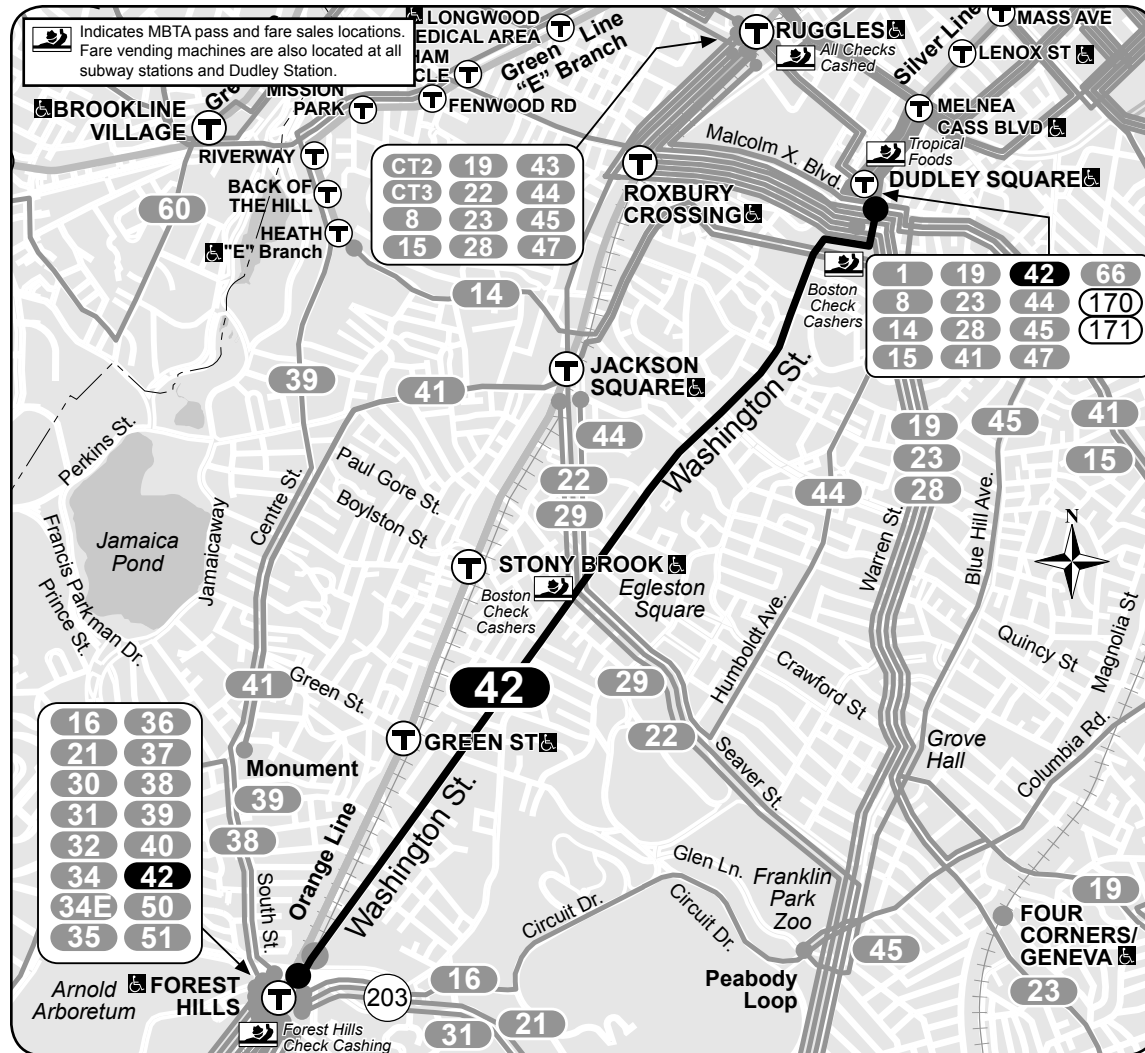 Indicates MBTA pass and fare sales locations.
Fare vending machines are also located at all
subway stations and Dudley Station.
LONGWOOD
EDICAL AREA
HAM
CLE
Green Line
"E" Branch
RUGGLES
All Checks
Cashed
Silver Line
MASS AVE
LENOX ST
MISSION
PARK
FENWOOD RD
BROOKLINE
VILLAGE
MELNEA
CASS BLVD
Tropical
Foods
Malcolm X. Blvd.
RIVERWAY
BACK OF
THE HILL
HEATH
"E" Branch
60
CT2 19 43
CT3 22 44
8 23 45
15 28 47
ROXBURY
CROSSING
DUDLEY SQUARE
Boston
Check
Cashers
1 19 42 66
8 23 44 170
14 28 45 171
15 41 47
14
39
41
JACKSON
SQUARE
Washington St.
44
22
29
19
23
28
45
41
15
44
Perkins St.
Paul Gore St.
Boylston St.
Centre St.
Jamaica
Pond
Jamaicaway
Francis Parkman Dr.
Prince St.
STONY BROOK
Boston
Check
Cashers
Egleston
Square
Warren St.
Blue Hill Ave.
Humboldt Ave.
N
Quincy St
Magnolia St
Crawford St
Columbia Rd.
41
Green St.
42
29
22
GREEN ST
Seaver St.
Grove
Hall
Monument
39
38
16 36
21 37
30 38
31 39
32 40
34 42
34E 50
35 51
South St.
Orange Line
Washington St.
Glen Ln.
Franklin
Park
Zoo
Circuit Dr.
Circuit Dr.
19
FOUR
CORNERS/
GENEVA
45
Peabody
Loop
23
Arnold
Arboretum
FOREST
HILLS
16
203
21
31
Forest Hills
Check Cashing